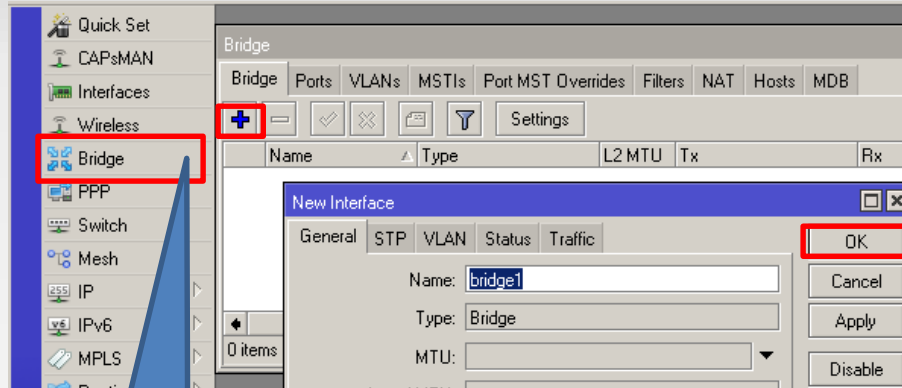 Quick Set
CAPsMAN
Interfaces
Wireless
Bridge
PPP
Switch
Mesh
255 IP
v6 IPv6
MPLS
Bridge
Bridge Ports VLANs MSTIs Port MST Overrides Filters NAT Hosts MDB
Settings
Name Type L2 MTU Tx Rx
0 items
New Interface
General STP VLAN Status Traffic
Name: bridge1
Type: Bridge
MTU:
OK
Cancel
Apply
Disable